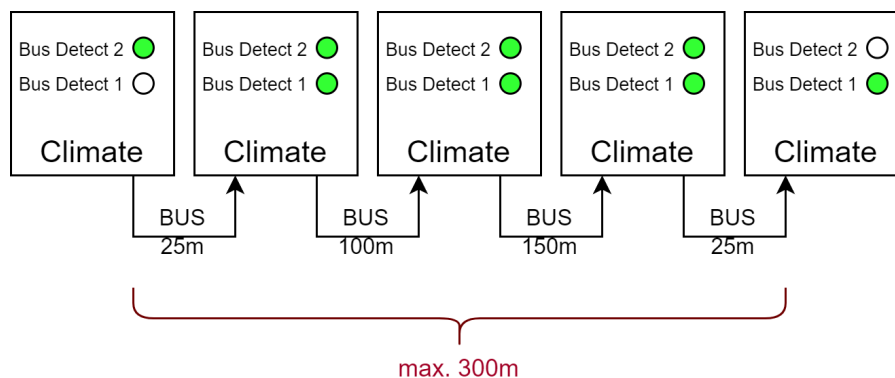 Bus Detect 2
Bus Detect 1
Climate
Bus Detect 2
Bus Detect 1
Climate
Bus Detect 2
Bus Detect 1
Climate
Bus Detect 2
Bus Detect 1
Climate
Bus Detect 2
Bus Detect 1
Climate
BUS
25m
BUS
100m
BUS
150m
BUS
25m
max. 300m